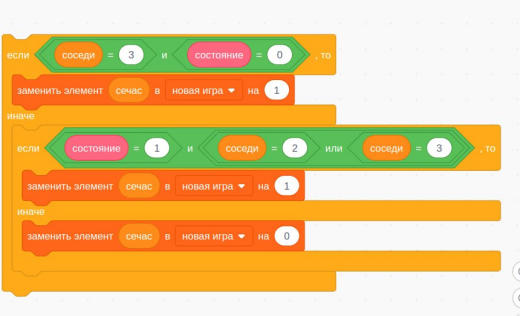 если соседи = 3 и состояние = 0 , то
заменить элемент сечас в новая игра на 1
иначе
если состояние = 1 и соседи = 2 или соседи = 3 , то
заменить элемент сечас в новая игра на 1
иначе
заменить элемент сечас в новая игра на 0